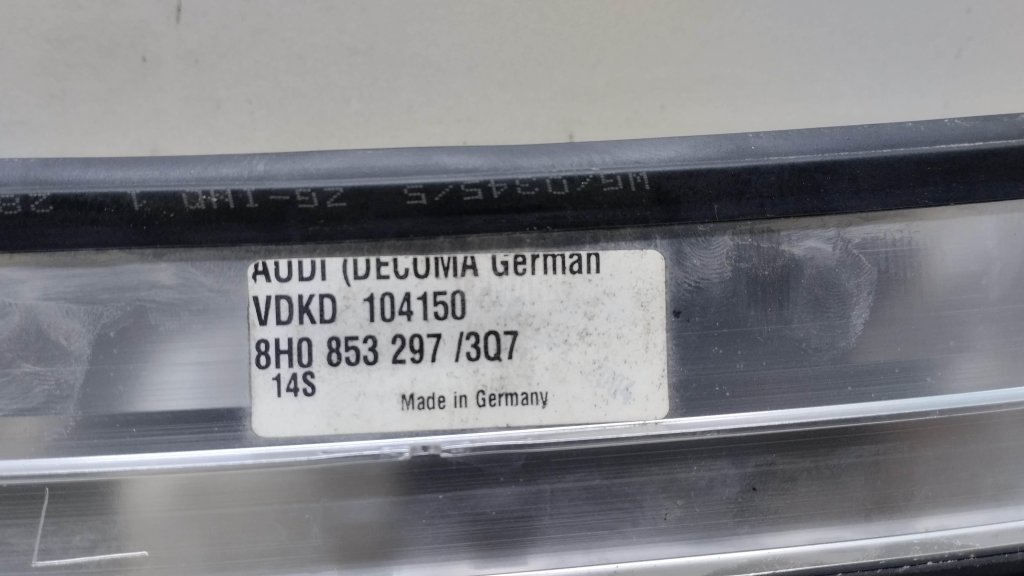 AUDI (DECOMA German
VDKD 104150
8H0 853 297 /3Q7
14S
Made in Germany